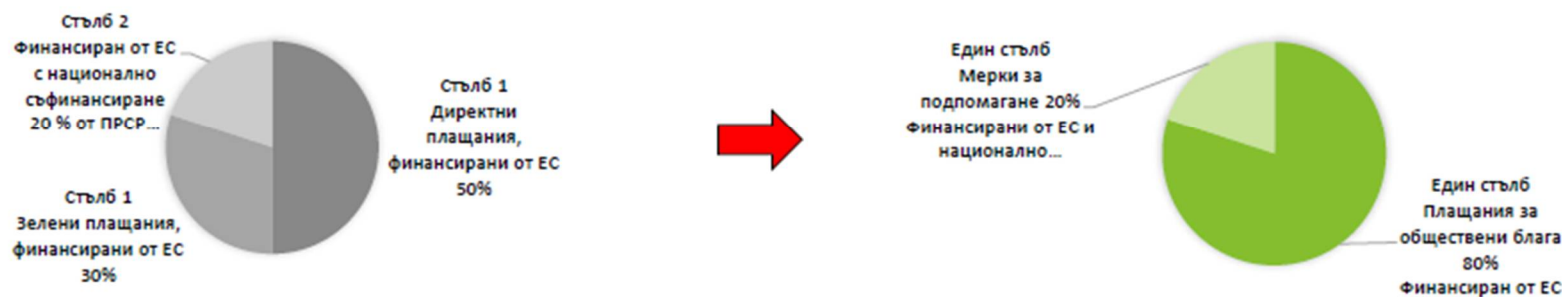 Стълб 2
Финансиран от ЕС
с национално
съфинансиране
20 % от ПРСР...
Стълб 1
Директни
плащания,
финансирани от ЕС
50%
Стълб 1
Зелени плащания,
финансирани от ЕС
30%
Един стълб
Мерки за
подпомагане 20%
Финансирани от ЕС и
национално...
Един стълб
Плащания за
обществени блага
80%
Финансиран от ЕС